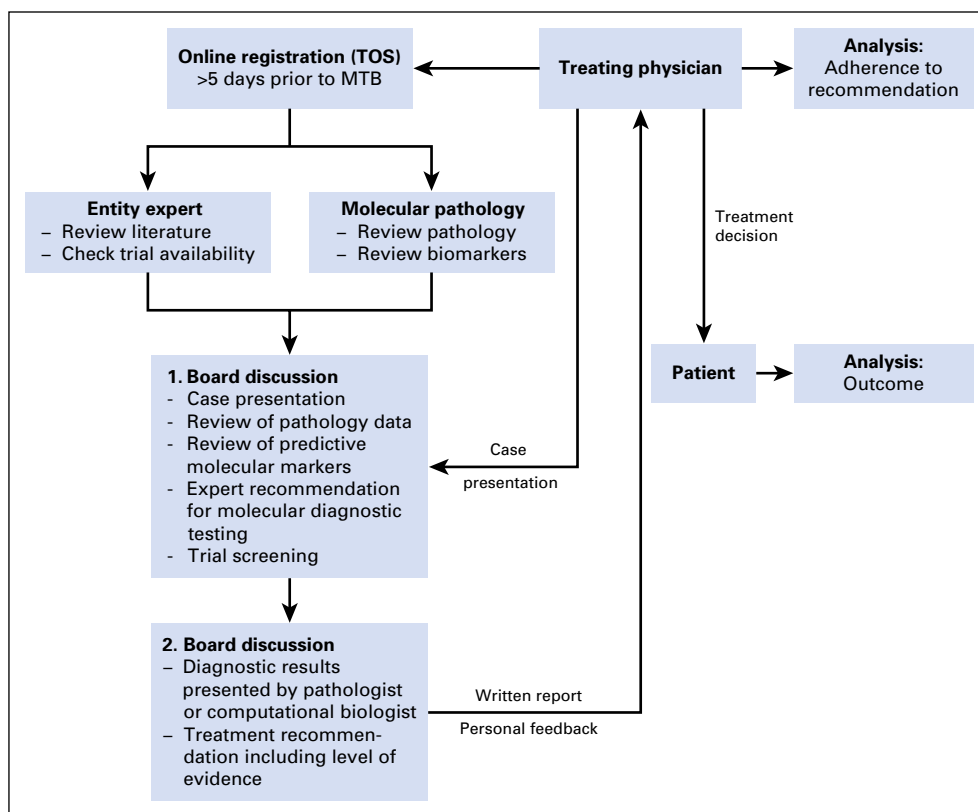 Online registration (TOS)
>5 days prior to MTB
Treating physician
Analysis:
Adherence to
recommendation
Entity expert
– Review literature
– Check trial availability
Molecular pathology
– Review pathology
– Review biomarkers
Treatment
decision
1. Board discussion
- Case presentation
- Review of pathology data
- Review of predictive
molecular markers
- Expert recommendation
for molecular diagnostic
testing
- Trial screening
Patient
Analysis:
Outcome
Case
presentation
2. Board discussion
– Diagnostic results
presented by pathologist
or computational biologist
– Treatment recommen-
dation including level of
evidence
Written report
Personal feedback